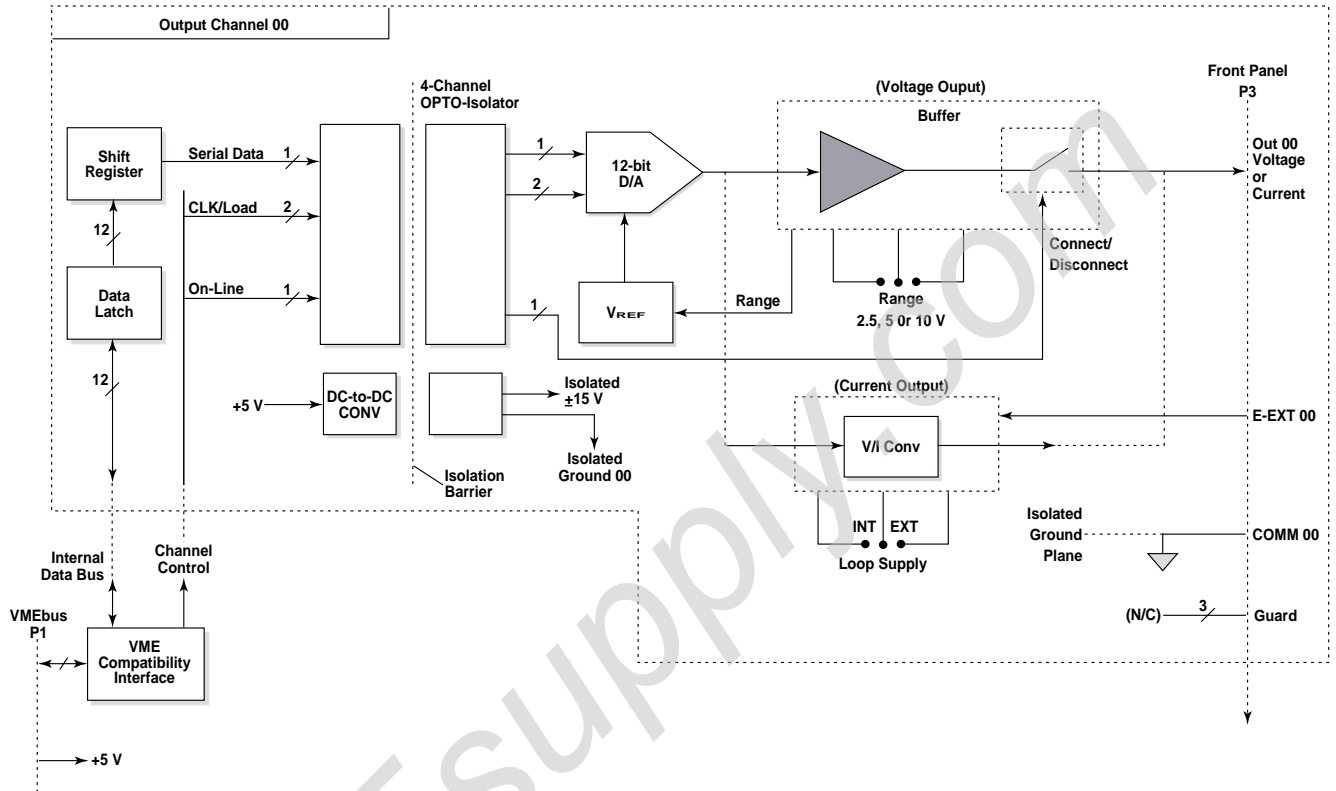 Output Channel 00
4-Channel
OPTO-Isolator
(Voltage Ouput)
Buffer
Front Panel
P3
Shift
Register
Serial Data
1
1
12-bit
D/A
Out 00
Voltage
or
Current
CLK/Load
2
2
12
Connect/
Disconnect
Data
Latch
On-Line
1
1
VREF
Range
Range
2.5, 5 0r 10 V
12
+5 V
DC-to-DC
CONV
Isolated
±15 V
(Current Output)
E-EXT 00
V/I Conv
Isolated
Ground 00
Isolation
Barrier
INT
EXT
Loop Supply
Isolated
Ground
Plane
COMM 00
Internal
Data Bus
Channel
Control
(N/C)
3
Guard
VMEbus
P1
VME
Compatibility
Interface
+5 V
Esupply.com